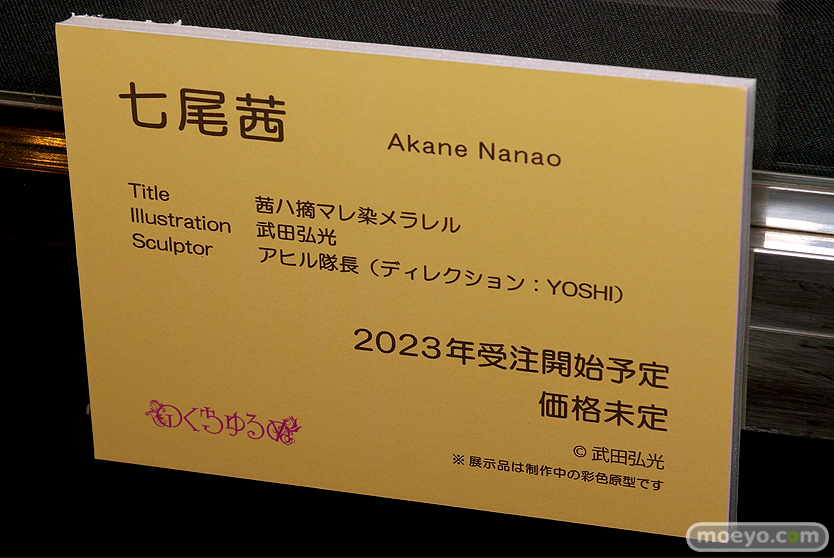 七尾茜
Akane Nanao
Title 茜ハ摘マレ染メラレル
Illustration 武田弘光
Sculptor アヒル隊長(ディレクション:YOSHI)
2023年受注開始予定
価格未定
のくちゅるぬ
© 武田弘光
※ 展示品は制作中の彩色原型です
moeyo.com